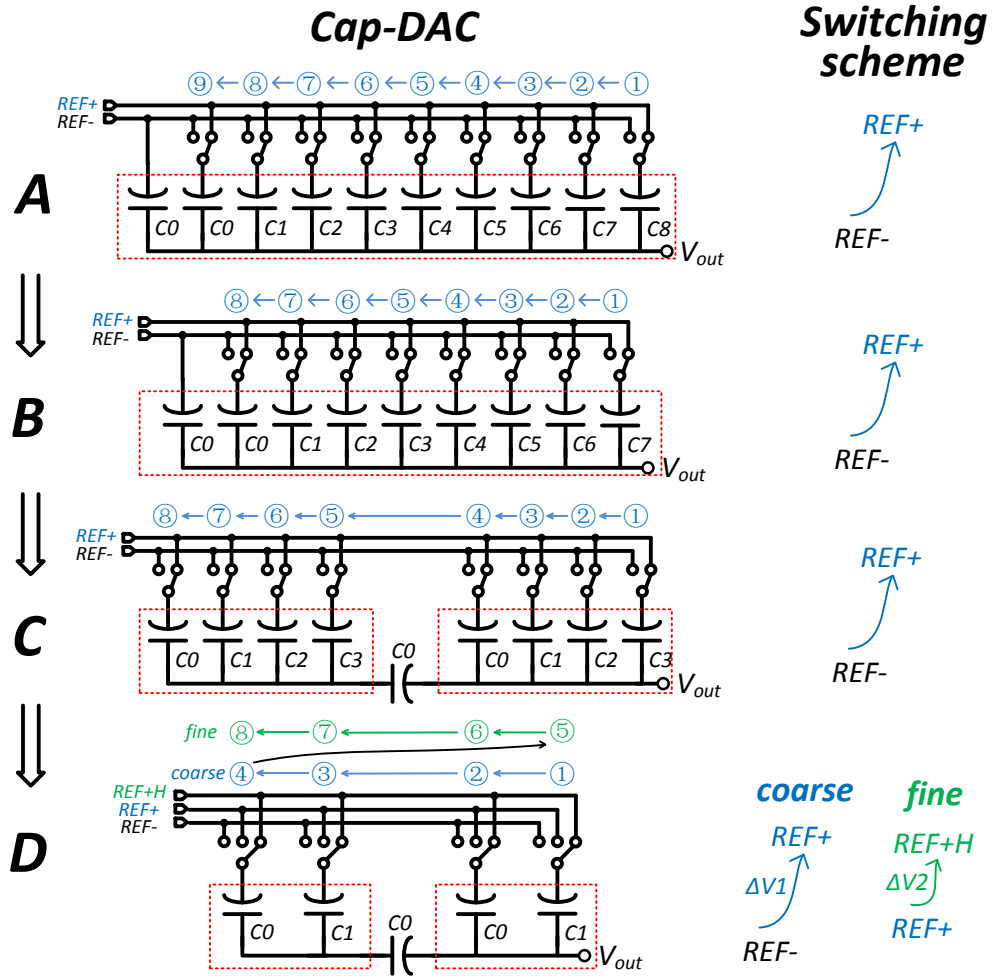 Cap-DAC
Switching scheme
⑨ ← ⑧ ← ⑦ ← ⑥ ← ⑤ ← ④ ← ③ ← ② ← ①
REF+
REF-
A
C0 C0 C1 C2 C3 C4 C5 C6 C7 C8
Vout
REF+
REF-
⑧ ← ⑦ ← ⑥ ← ⑤ ← ④ ← ③ ← ② ← ①
REF+
REF-
B
C0 C0 C1 C2 C3 C4 C5 C6 C7
Vout
REF+
REF-
⑧ ← ⑦ ← ⑥ ← ⑤ ← ④ ← ③ ← ② ← ①
REF+
REF-
C
C0 C1 C2 C3 C0 C0 C1 C2 C3
Vout
REF+
REF-
fine ⑧ ← ⑦ ← ⑥ ← ⑤
coarse ④ ← ③ ← ② ← ①
REF+H
REF+
REF-
D
C0 C1 C0 C0 C1
Vout
coarse
REF+
ΔV1
REF-
fine
REF+H
ΔV2
REF+